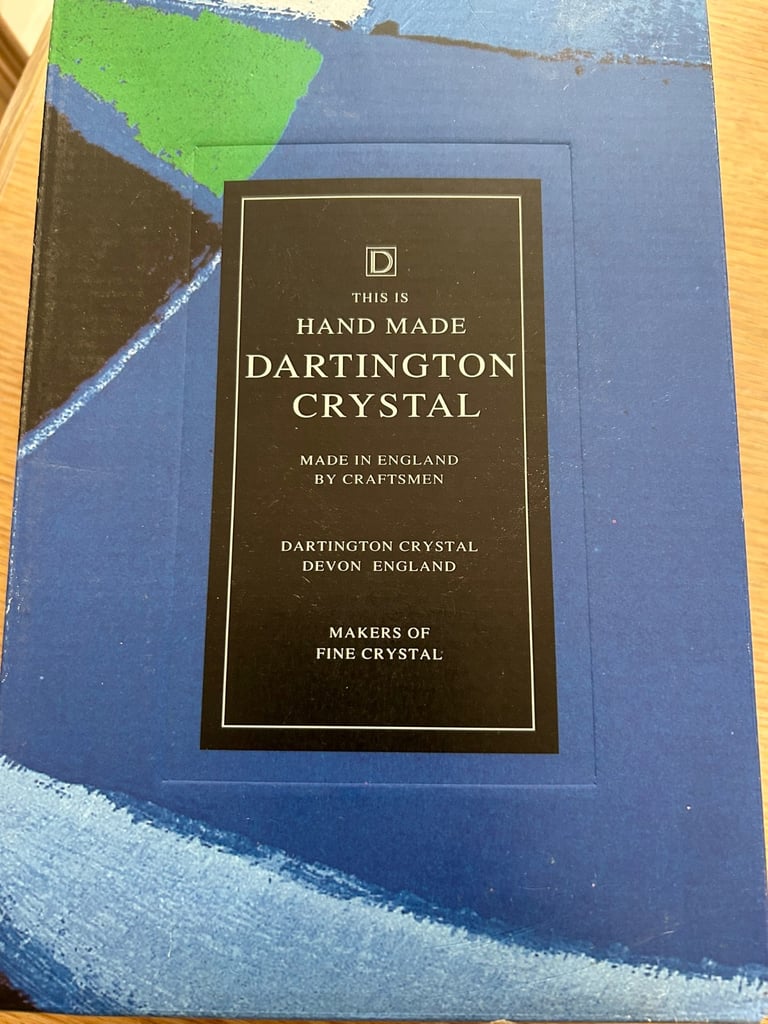 D
THIS IS
HAND MADE
DARTINGTON
CRYSTAL
MADE IN ENGLAND
BY CRAFTSMEN
DARTINGTON CRYSTAL
DEVON ENGLAND
MAKERS OF
FINE CRYSTAL